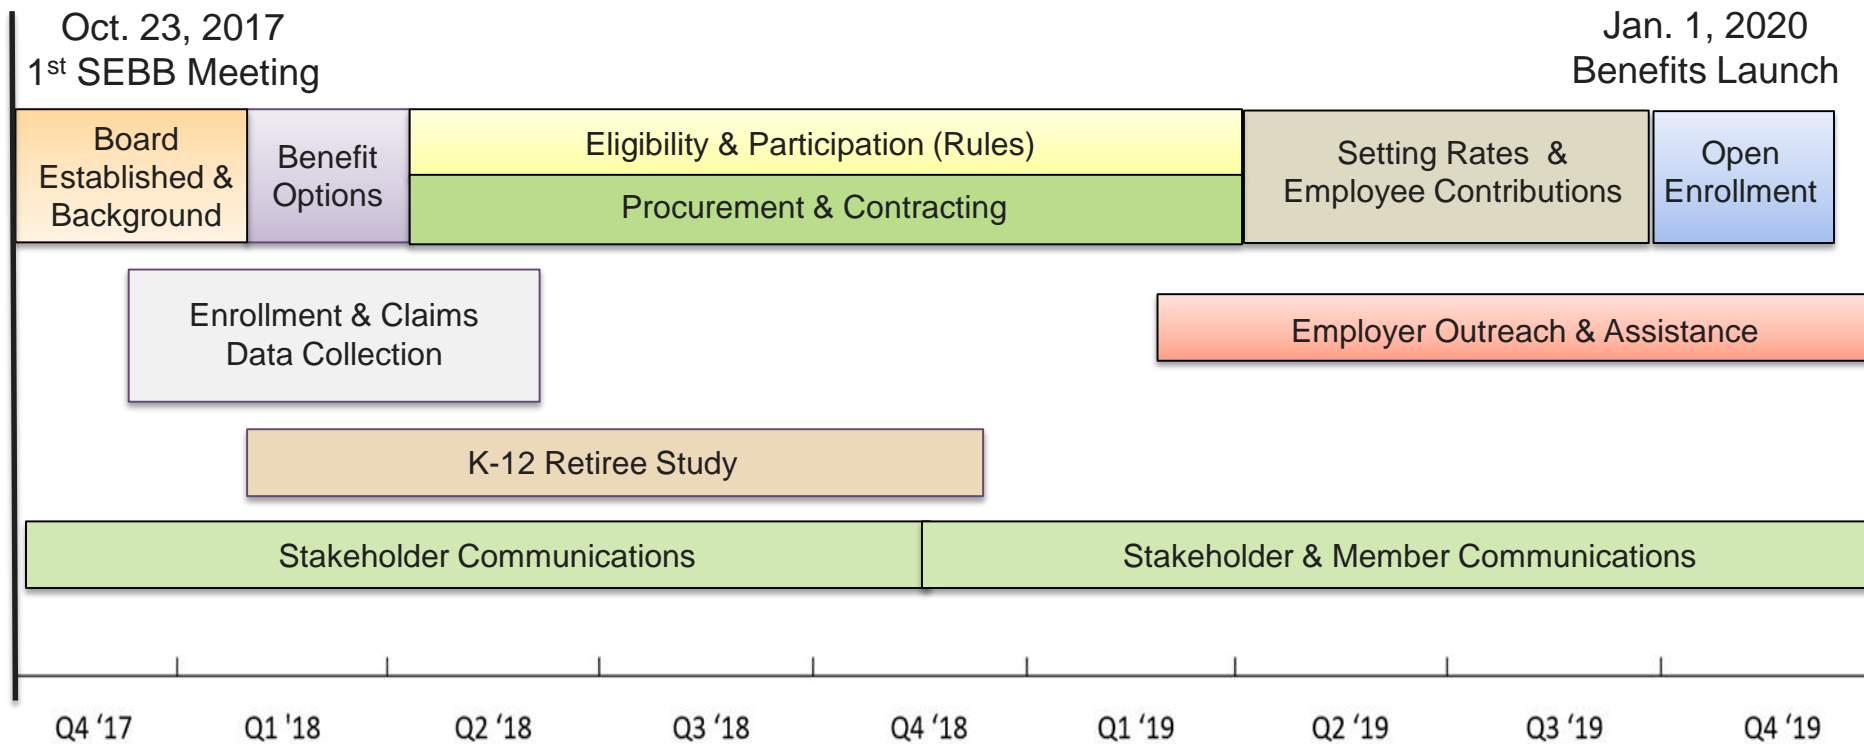 Oct. 23, 2017
1st SEBB Meeting
Jan. 1, 2020
Benefits Launch
Board
Established &
Background
Benefit
Options
Eligibility & Participation (Rules)
Procurement & Contracting
Setting Rates &
Employee Contributions
Open
Enrollment
Enrollment & Claims
Data Collection
Employer Outreach & Assistance
K-12 Retiree Study
Stakeholder Communications
Stakeholder & Member Communications
Q4 ‘17
Q1 '18
Q2 ‘18
Q3 ‘18
Q4 ‘18
Q1 ‘19
Q2 ‘19
Q3 ‘19
Q4 ‘19